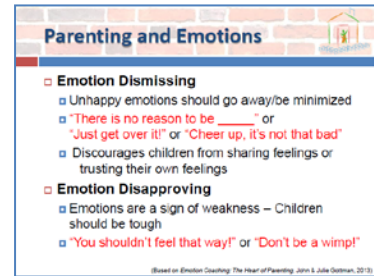 Parenting and Emotions
Emotion Dismissing
Unhappy emotions should go away/be minimized
"There is no reason to be _____" or
"Just get over it!" or "Cheer up, it's not that bad"
Discourages children from sharing feelings or
trusting their own feelings
Emotion Disapproving
Emotions are a sign of weakness – Children
should be tough
"You shouldn't feel that way!" or "Don't be a wimp!"
(Based on Emotion Coaching: The Heart of Parenting, John & Julie Gottman, 2013)